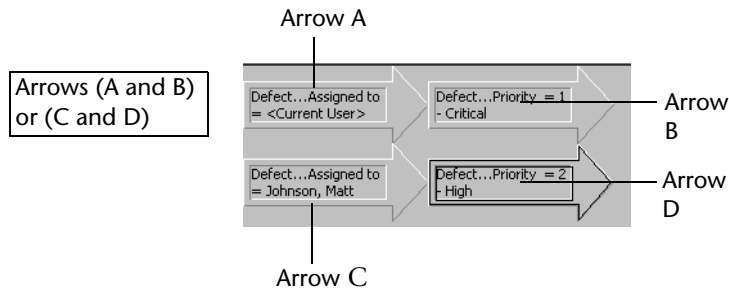 Arrow A
Arrows (A and B)
or (C and D)
Defect...Assigned to
= <Current User>
Defect...Priority = 1
- Critical
Arrow
B
Defect...Assigned to
= Johnson, Matt
Defect...Priority = 2
- High
Arrow
D
Arrow C